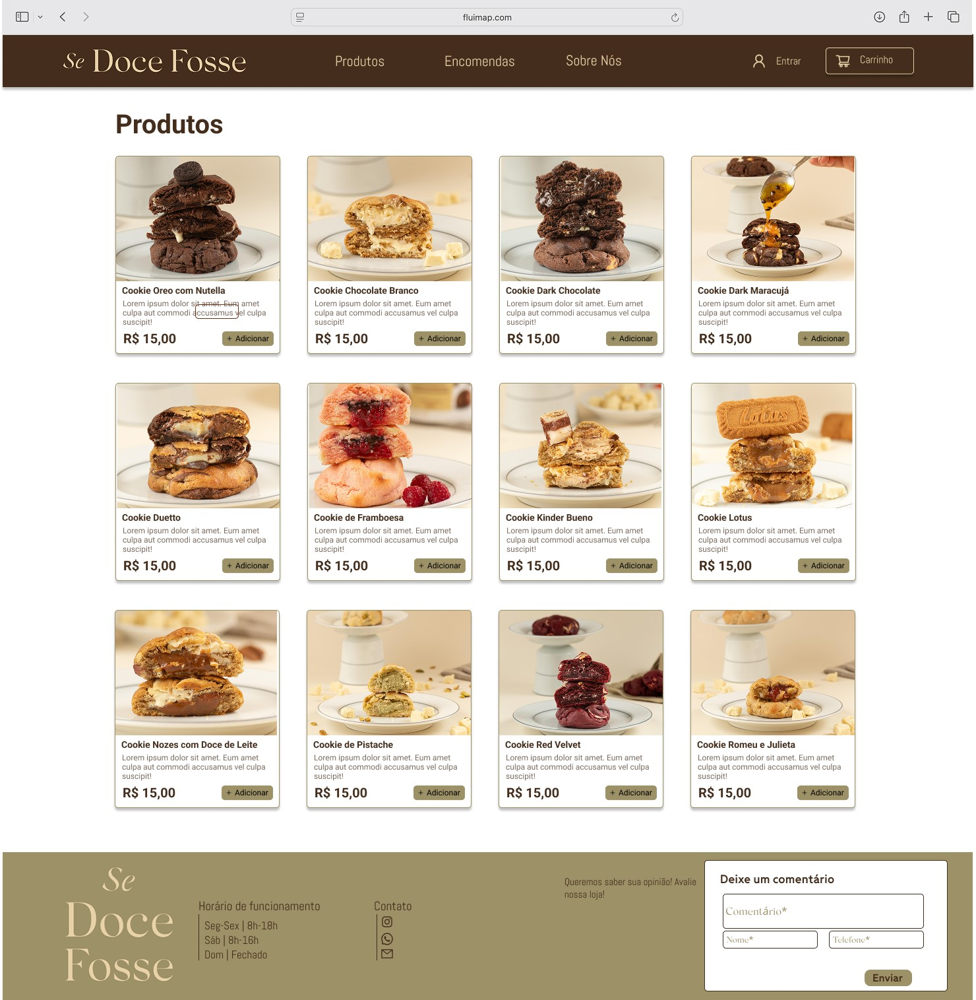 fluimap.com
Se Doce Fosse
Produtos
Encomendas
Sobre Nós
Entrar
Carrinho
Produtos
Cookie Oreo com Nutella
Lorem ipsum dolor sit amet. Eum amet
culpa aut commodi accusamus vel culpa
suscipit!
R$ 15,00
+ Adicionar
Cookie Chocolate Branco
Lorem ipsum dolor sit amet. Eum amet
culpa aut commodi accusamus vel culpa
suscipit!
R$ 15,00
+ Adicionar
Cookie Dark Chocolate
Lorem ipsum dolor sit amet. Eum amet
culpa aut commodi accusamus vel culpa
suscipit!
R$ 15,00
+ Adicionar
Cookie Dark Maracujá
Lorem ipsum dolor sit amet. Eum amet
culpa aut commodi accusamus vel culpa
suscipit!
R$ 15,00
+ Adicionar
Cookie Duetto
Lorem ipsum dolor sit amet. Eum amet
culpa aut commodi accusamus vel culpa
suscipit!
R$ 15,00
+ Adicionar
Cookie de Framboesa
Lorem ipsum dolor sit amet. Eum amet
culpa aut commodi accusamus vel culpa
suscipit!
R$ 15,00
+ Adicionar
Cookie Kinder Bueno
Lorem ipsum dolor sit amet. Eum amet
culpa aut commodi accusamus vel culpa
suscipit!
R$ 15,00
+ Adicionar
Lotus
Cookie Lotus
Lorem ipsum dolor sit amet. Eum amet
culpa aut commodi accusamus vel culpa
suscipit!
R$ 15,00
+ Adicionar
Cookie Nozes com Doce de Leite
Lorem ipsum dolor sit amet. Eum amet
culpa aut commodi accusamus vel culpa
suscipit!
R$ 15,00
+ Adicionar
Cookie de Pistache
Lorem ipsum dolor sit amet. Eum amet
culpa aut commodi accusamus vel culpa
suscipit!
R$ 15,00
+ Adicionar
Cookie Red Velvet
Lorem ipsum dolor sit amet. Eum amet
culpa aut commodi accusamus vel culpa
suscipit!
R$ 15,00
+ Adicionar
Cookie Romeu e Julieta
Lorem ipsum dolor sit amet. Eum amet
culpa aut commodi accusamus vel culpa
suscipit!
R$ 15,00
+ Adicionar
Se
Doce
Fosse
Horário de funcionamento
Seg-Sex | 8h-18h
Sáb | 8h-16h
Dom | Fechado
Contato
Queremos saber sua opinião! Avalie
nossa loja!
Deixe um comentário
Comentário*
Nome*
Telefone*
Enviar